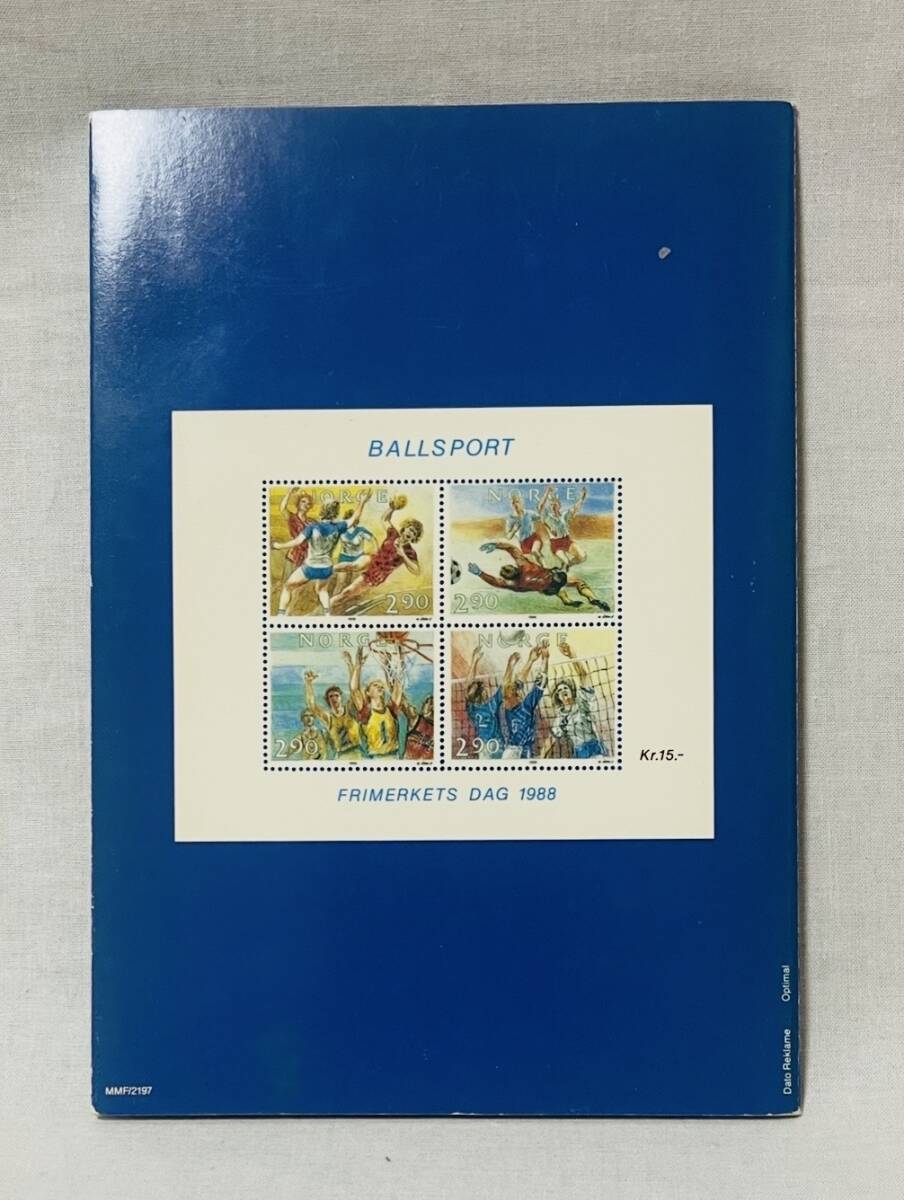 BALLSPORT
NORGE
2.90
NORGE
2.90
NORGE
2.90
NORGE
2.90
Kr.15.-
FRIMERKETS DAG 1988
MMF/2197
Dato Reklame Optimal